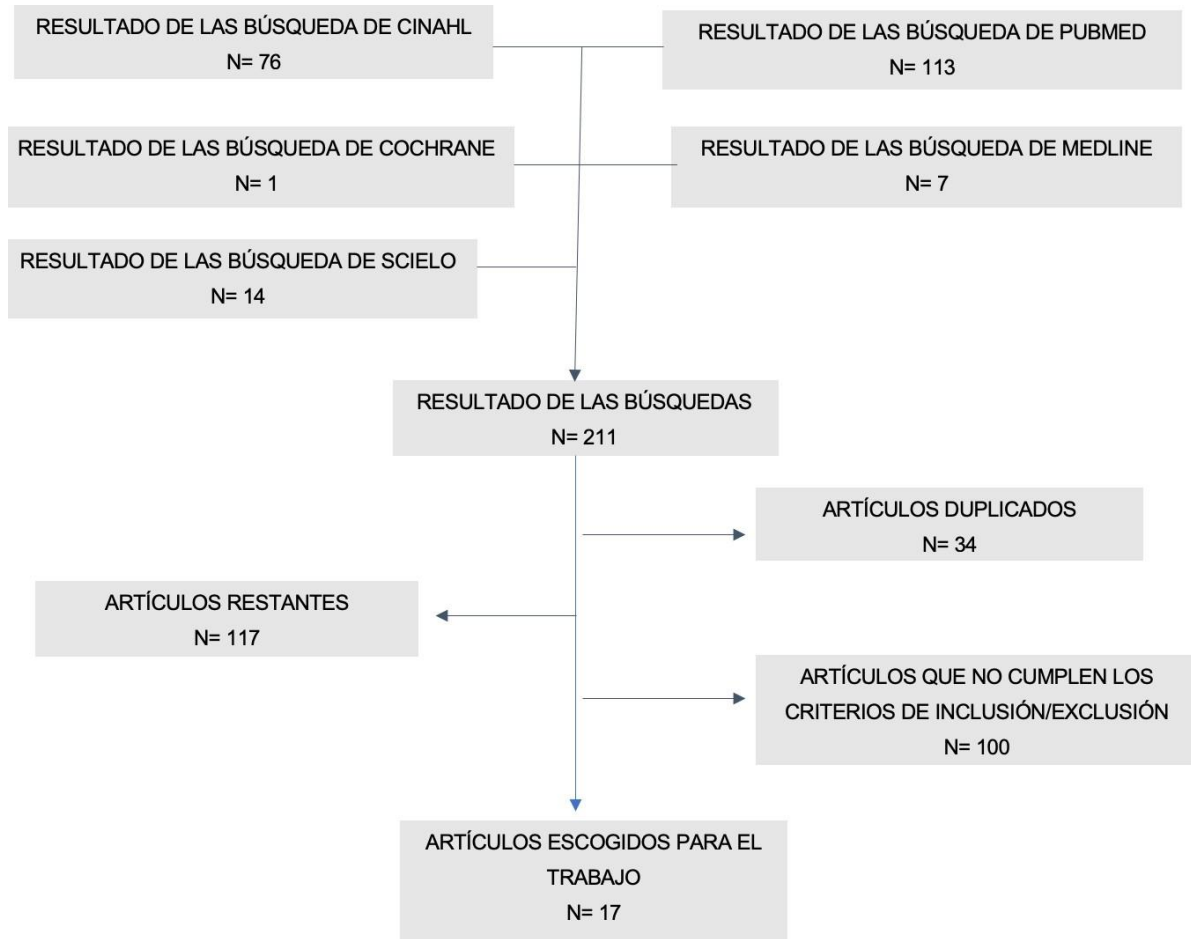 RESULTADO DE LAS BÚSQUEDA DE CINAHL
N= 76
RESULTADO DE LAS BÚSQUEDA DE PUBMED
N= 113
RESULTADO DE LAS BÚSQUEDA DE COCHRANE
N= 1
RESULTADO DE LAS BÚSQUEDA DE MEDLINE
N= 7
RESULTADO DE LAS BÚSQUEDA DE SCIELO
N= 14
RESULTADO DE LAS BÚSQUEDAS
N= 211
ARTÍCULOS DUPLICADOS
N= 34
ARTÍCULOS RESTANTES
N= 117
ARTÍCULOS QUE NO CUMPLEN LOS
CRITERIOS DE INCLUSIÓN/EXCLUSIÓN
N= 100
ARTÍCULOS ESCOGIDOS PARA EL
TRABAJO
N= 17